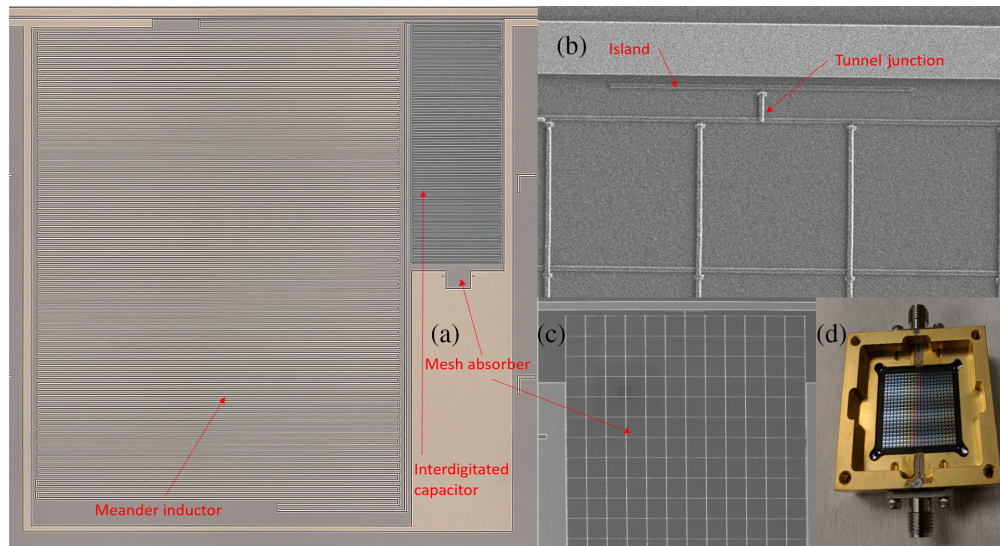 (b)
Island
Tunnel junction
(a)
(c)
(d)
Mesh absorber
Interdigitated
capacitor
Meander inductor